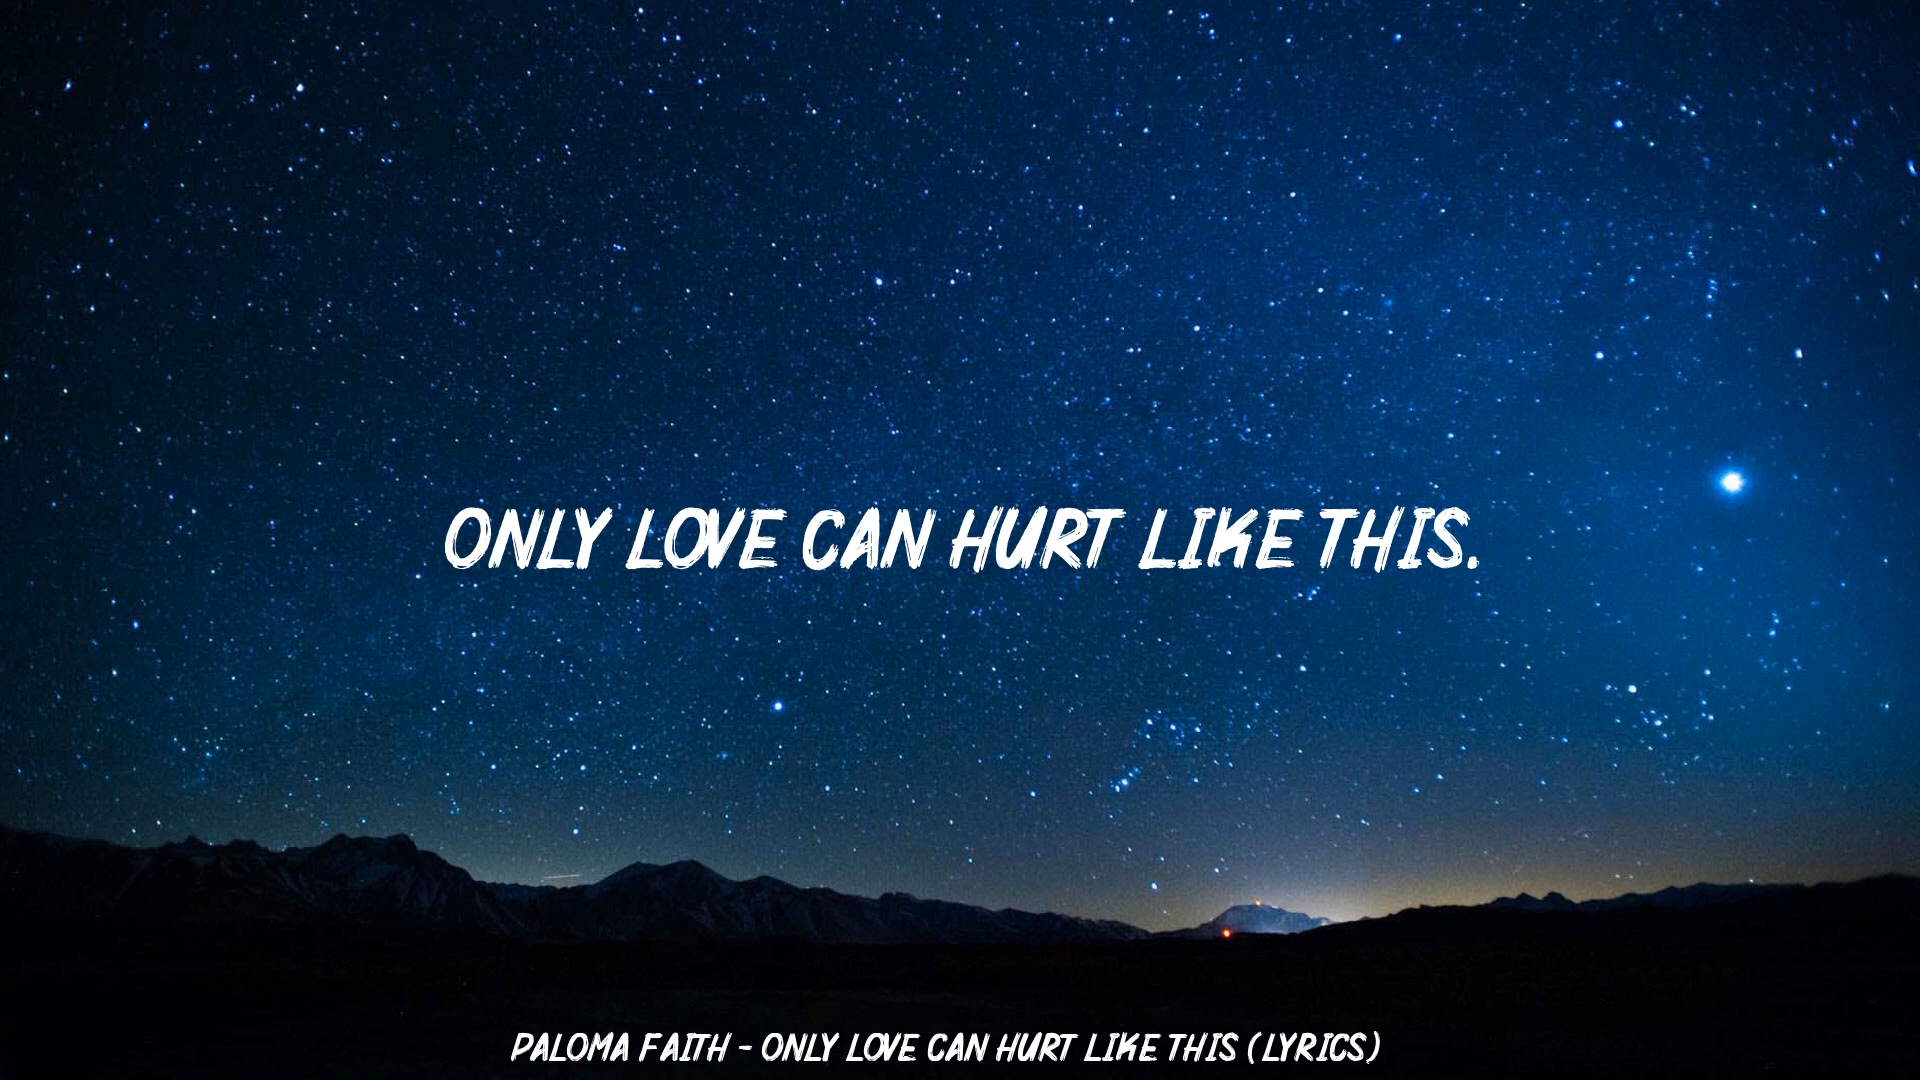 ONLY LOVE CAN HURT LIKE THIS.
PALOMA FAITH - ONLY LOVE CAN HURT LIKE THIS (LYRICS)